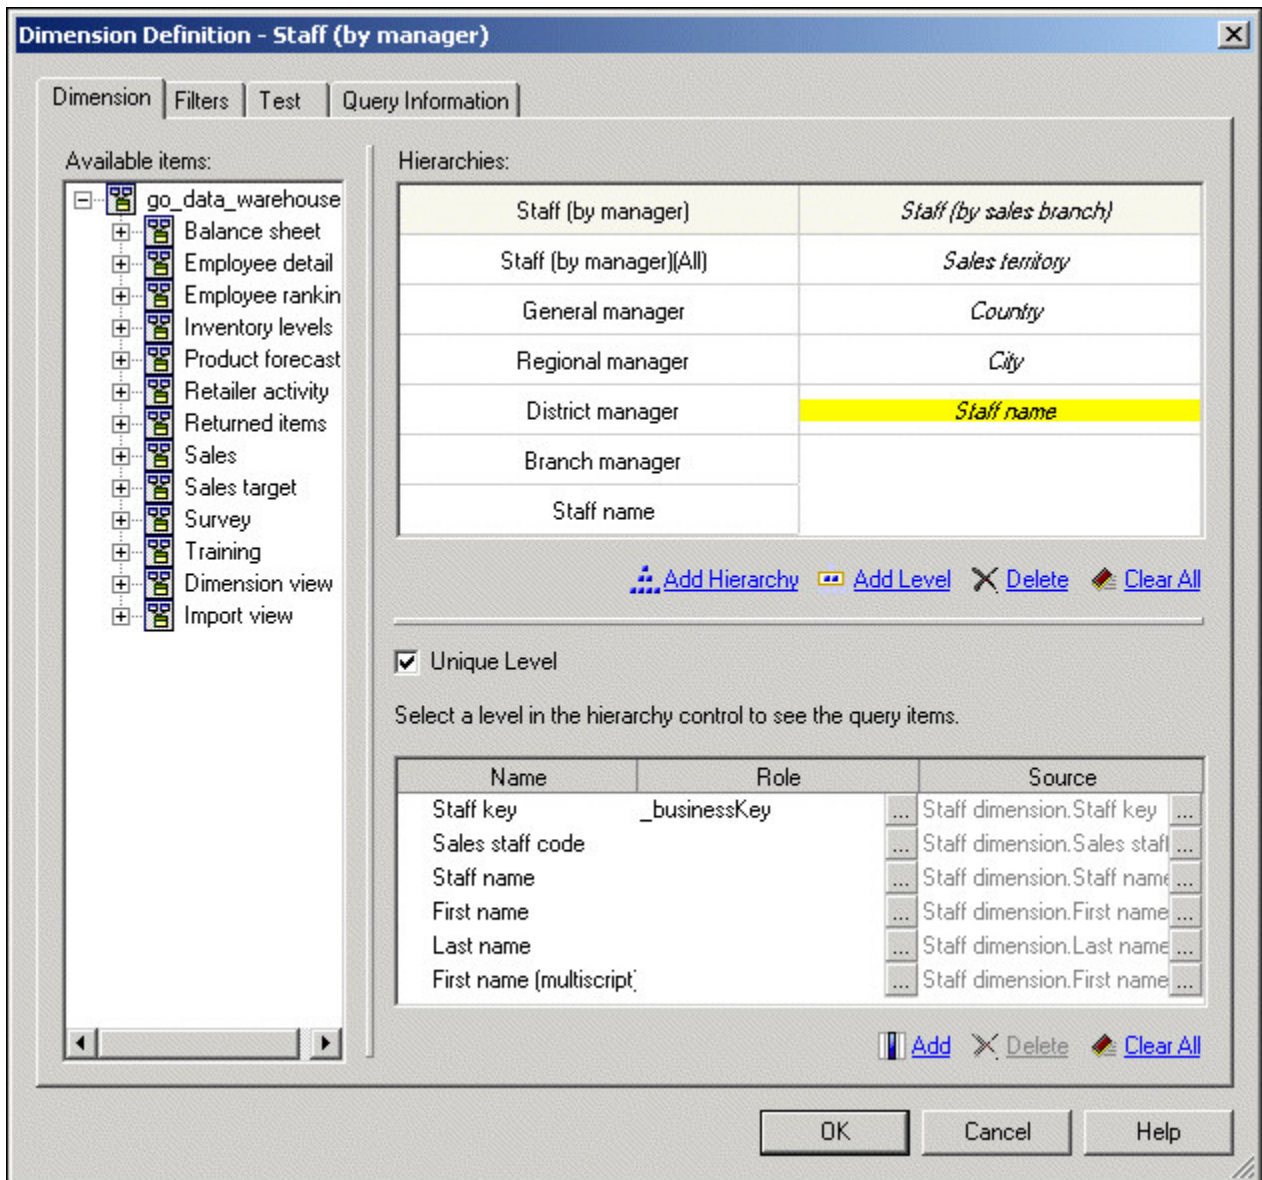 Dimension Definition - Staff (by manager)
Dimension Filters Test Query Information
Available items:
go_data_warehouse
Balance sheet
Employee detail
Employee rankin
Inventory levels
Product forecast
Retailer activity
Returned items
Sales
Sales target
Survey
Training
Dimension view
Import view
Hierarchies:
Staff (by manager) Staff (by sales branch)
Staff (by manager)(All) Sales territory
General manager Country
Regional manager City
District manager Staff name
Branch manager
Staff name
Add Hierarchy Add Level Delete Clear All
Unique Level
Select a level in the hierarchy control to see the query items.
Name Role Source
Staff key _businessKey ... Staff dimension.Staff key ...
Sales staff code ... Staff dimension.Sales staff ...
Staff name ... Staff dimension.Staff name ...
First name ... Staff dimension.First name ...
Last name ... Staff dimension.Last name ...
First name (multiscript) ... Staff dimension.First name ...
Add Delete Clear All
OK Cancel Help